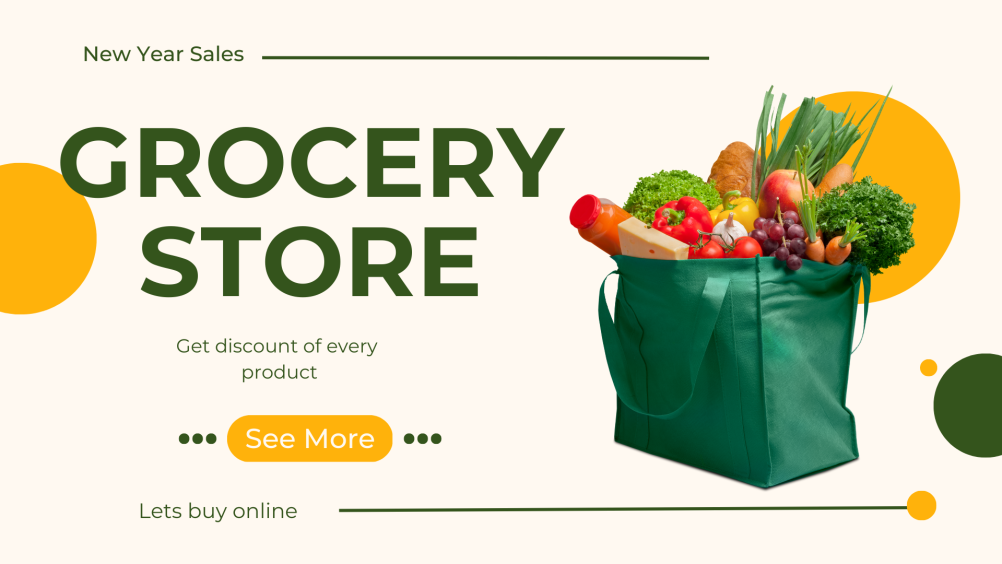 New Year Sales
GROCERY
STORE
Get discount of every
product
See More
Lets buy online